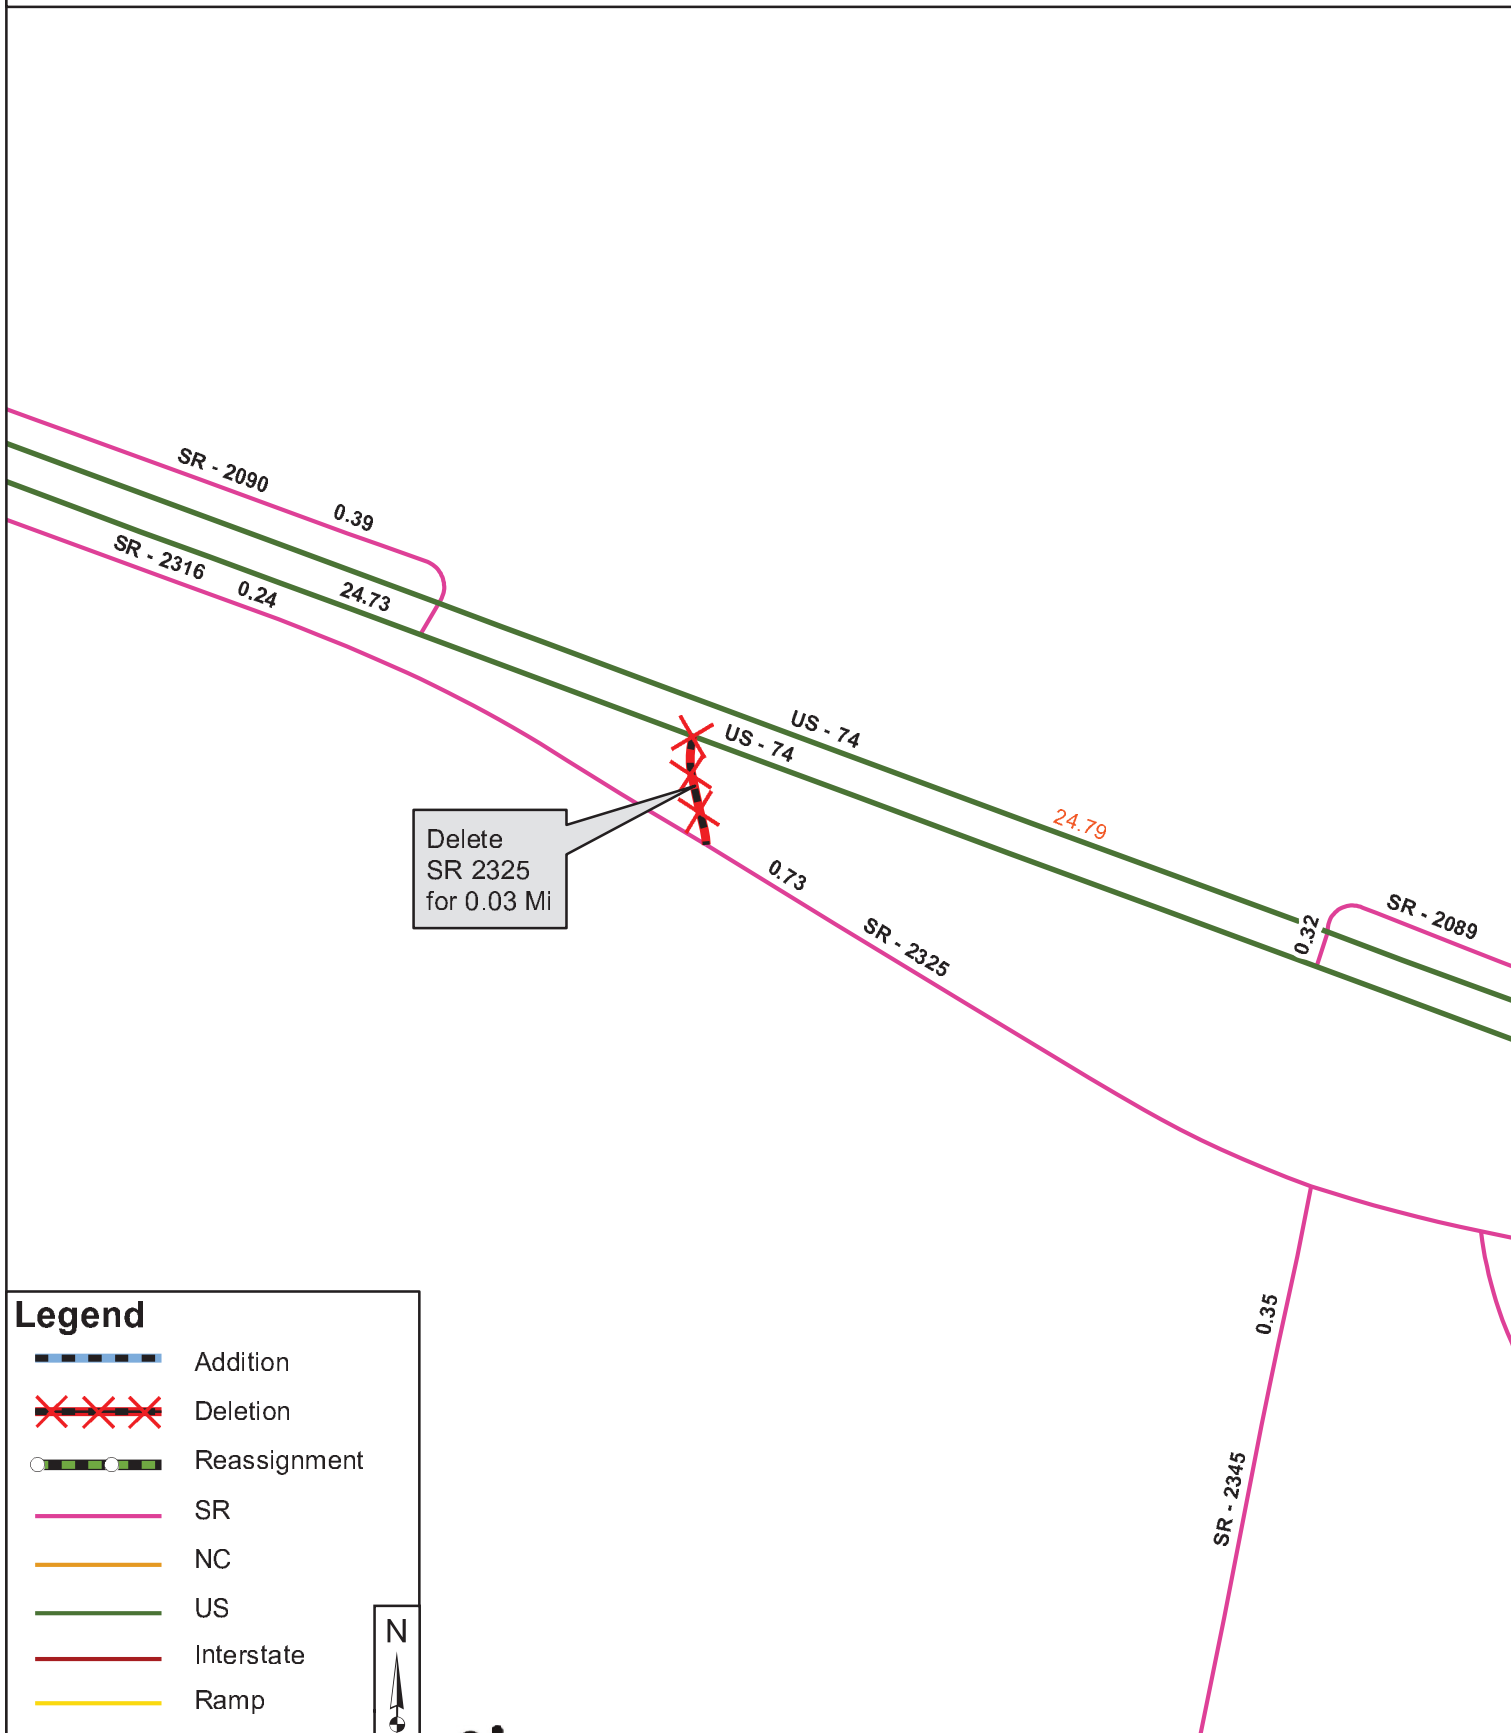 SR - 2090
0.39
SR - 2316
0.24
24.73
US - 74
US - 74
24.79
Delete
SR 2325
for 0.03 Mi
0.73
SR - 2325
0.32
SR - 2089
0.35
SR - 2345
Legend
Addition
Deletion
Reassignment
SR
NC
US
Interstate
Ramp
N